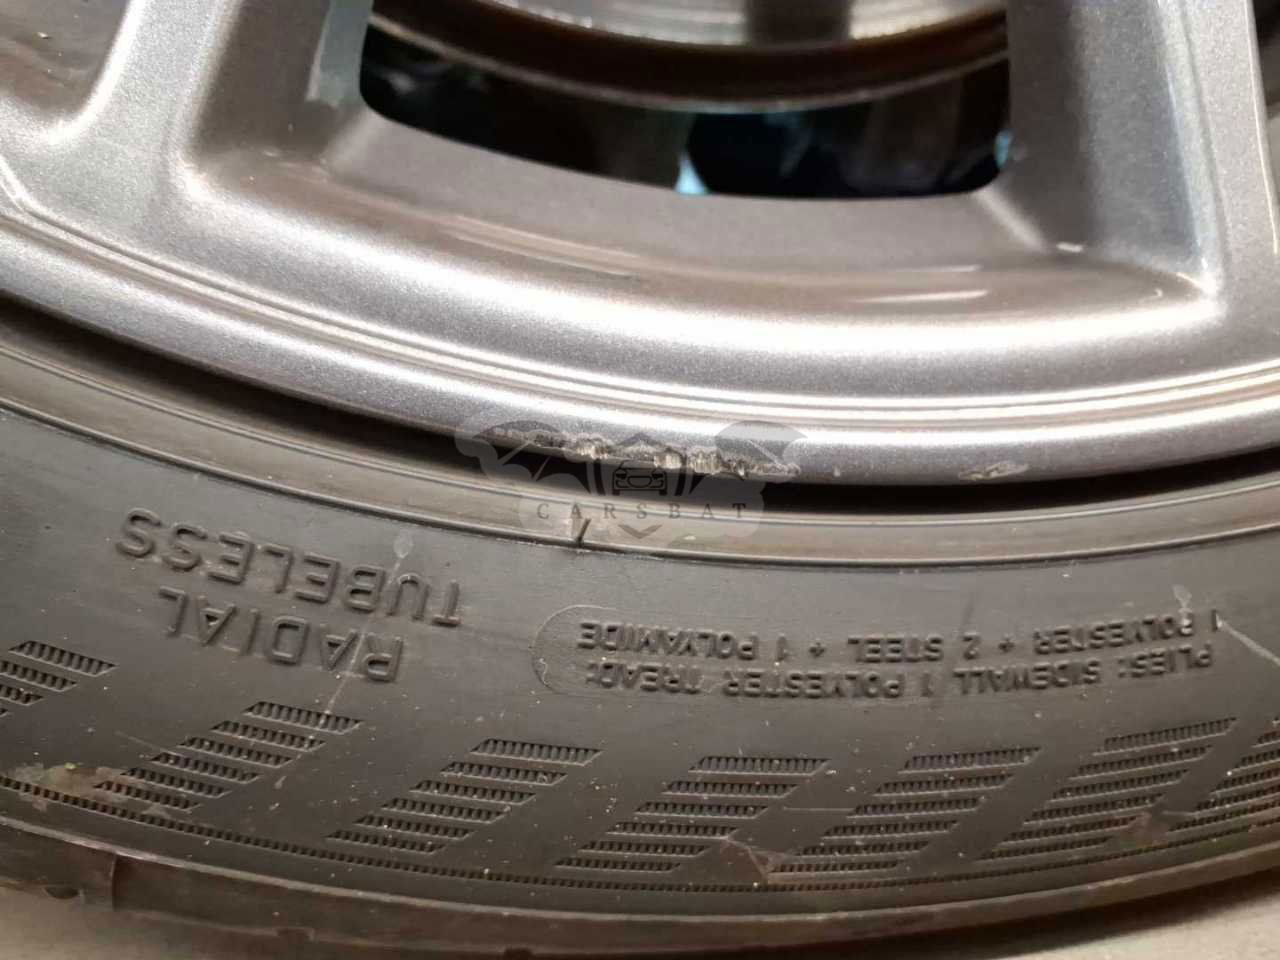 CARSBAT
RADIAL
TUBELESS
PLIES: SIDEWALL 1 POLYESTER TREAD:
1 POLYESTER + 2 STEEL + 1 POLYAMIDE